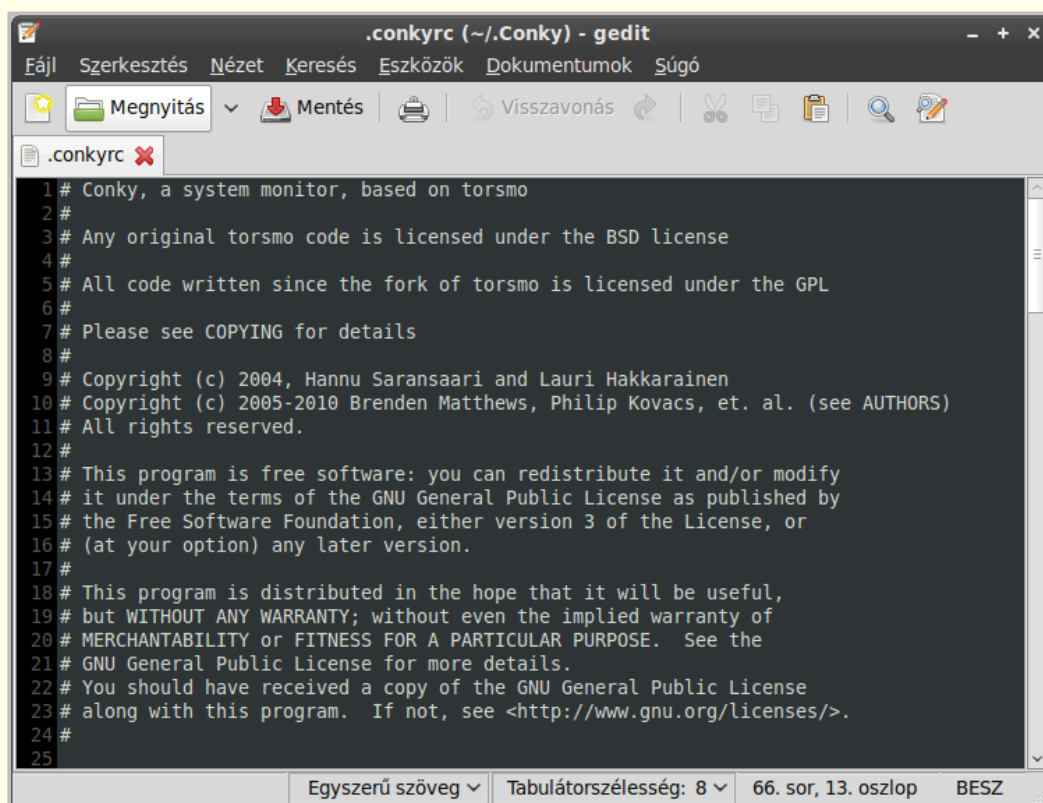 .conkyrc (~/.Conky) - gedit
Fájl Szerkesztés Nézet Keresés Eszközök Dokumentumok Súgó
Megnyitás Mentés Visszavonás
.conkyrc
1 # Conky, a system monitor, based on torsmo
2 #
3 # Any original torsmo code is licensed under the BSD license
4 #
5 # All code written since the fork of torsmo is licensed under the GPL
6 #
7 # Please see COPYING for details
8 #
9 # Copyright (c) 2004, Hannu Saransaari and Lauri Hakkarainen
10 # Copyright (c) 2005-2010 Brenden Matthews, Philip Kovacs, et. al. (see AUTHORS)
11 # All rights reserved.
12 #
13 # This program is free software: you can redistribute it and/or modify
14 # it under the terms of the GNU General Public License as published by
15 # the Free Software Foundation, either version 3 of the License, or
16 # (at your option) any later version.
17 #
18 # This program is distributed in the hope that it will be useful,
19 # but WITHOUT ANY WARRANTY; without even the implied warranty of
20 # MERCHANTABILITY or FITNESS FOR A PARTICULAR PURPOSE.  See the
21 # GNU General Public License for more details.
22 # You should have received a copy of the GNU General Public License
23 # along with this program.  If not, see <http://www.gnu.org/licenses/>.
24 #
25
Egyszerű szöveg Tabulátorszélesség: 8 66. sor, 13. oszlop BESZ